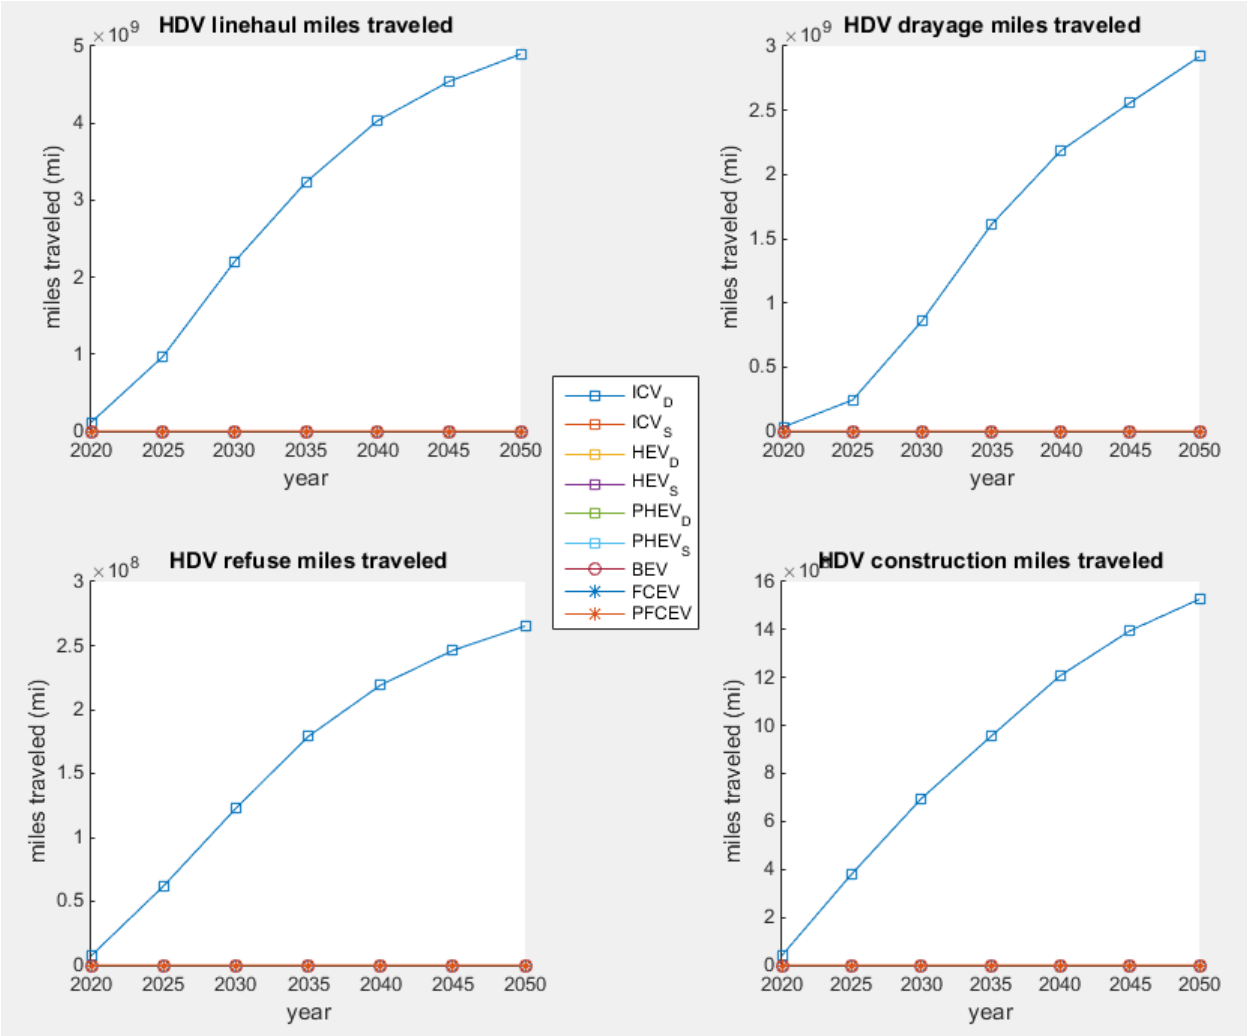 HDV linehaul miles traveled
×10⁹
5
4
3
2
1
0
miles traveled (mi)
2020 2025 2030 2035 2040 2045 2050
year
HDV drayage miles traveled
×10⁹
3
2.5
2
1.5
1
0.5
0
miles traveled (mi)
2020 2025 2030 2035 2040 2045 2050
year
ICV_D
ICV_S
HEV_D
HEV_S
PHEV_D
PHEV_S
BEV
FCEV
PFCEV
HDV refuse miles traveled
×10⁸
3
2.5
2
1.5
1
0.5
0
miles traveled (mi)
2020 2025 2030 2035 2040 2045 2050
year
HDV construction miles traveled
×10
16
14
12
10
8
6
4
2
0
miles traveled (mi)
2020 2025 2030 2035 2040 2045 2050
year